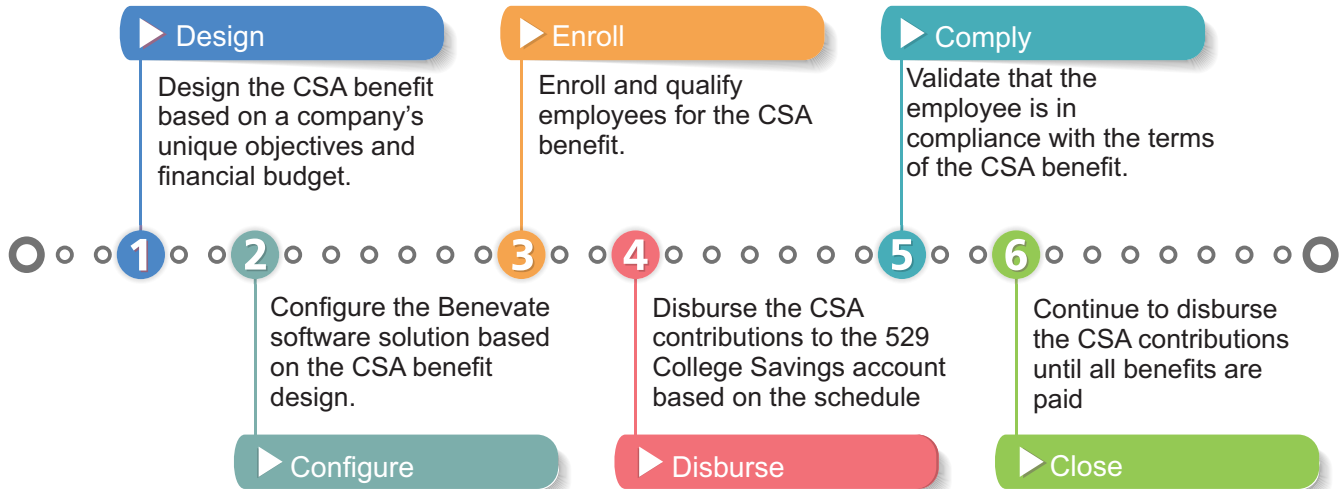 Design
Design the CSA benefit
based on a company's
unique objectives and
financial budget.
Enroll
Enroll and qualify
employees for the CSA
benefit.
Comply
Validate that the
employee is in
compliance with the terms
of the CSA benefit.
1
2
3
4
5
6
Configure the Benevate
software solution based
on the CSA benefit
design.
Configure
Disburse the CSA
contributions to the 529
College Savings account
based on the schedule
Disburse
Continue to disburse
the CSA contributions
until all benefits are
paid
Close